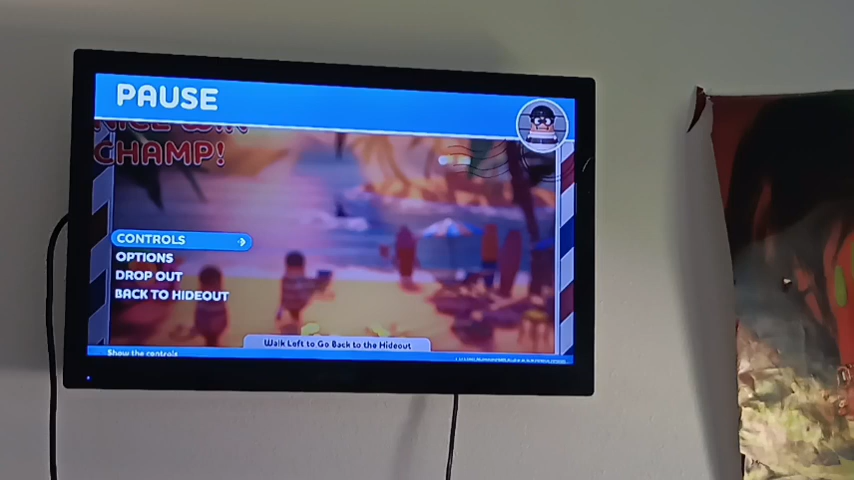 PAUSE
CHAMP!
CONTROLS
OPTIONS
DROP OUT
BACK TO HIDEOUT
Walk Left to Go Back to the Hideout
Show the controls